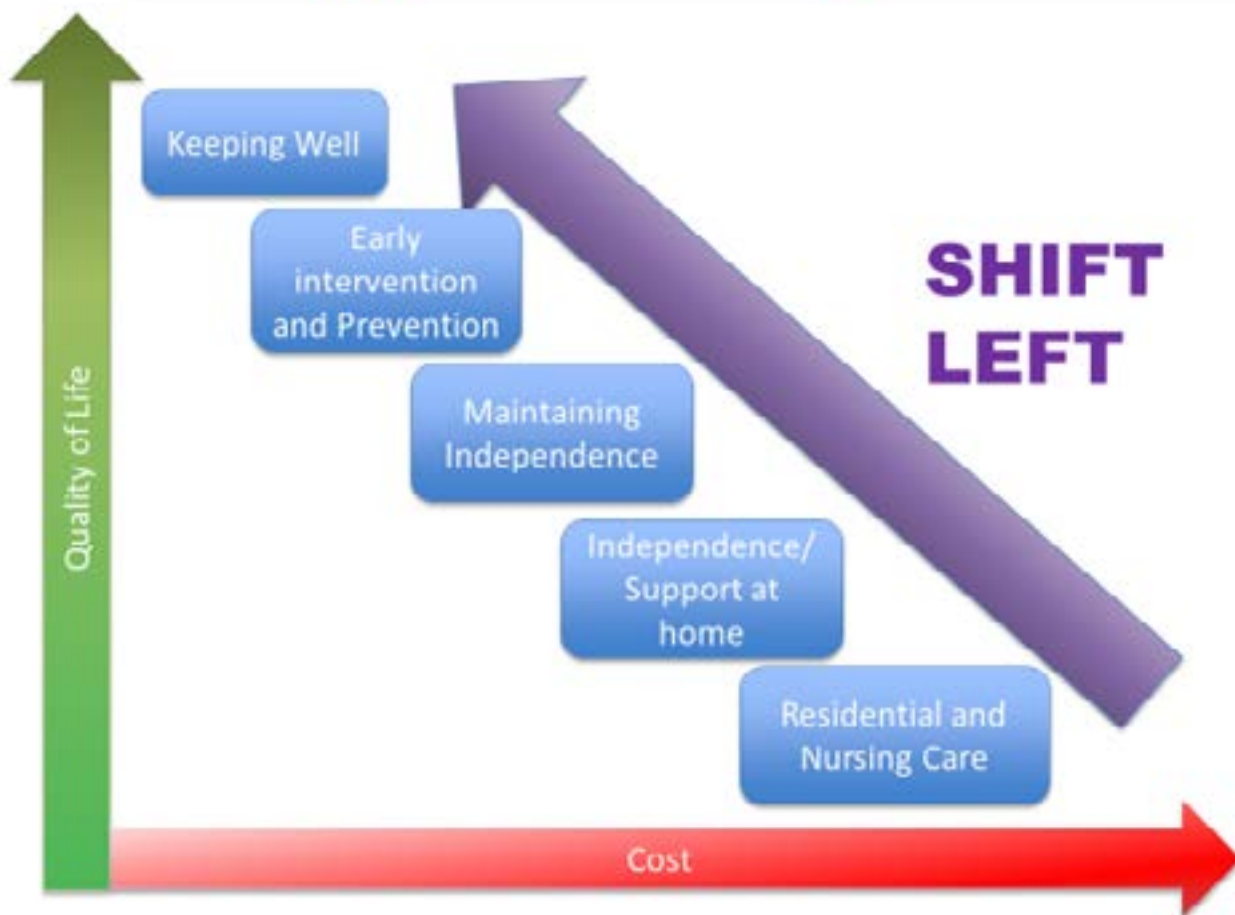 Keeping Well
Early
intervention
and Prevention
SHIFT
LEFT
Maintaining
Independence
Quality of Life
Independence/
Support at
home
Residential and
Nursing Care
Cost